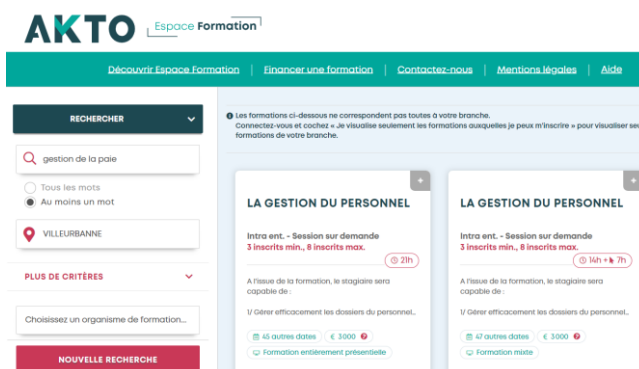 AKTO Espace Formation
Découvrir Espace Formation | Financer une formation | Contactez-nous | Mentions légales | Aide
RECHERCHER
gestion de la paie
Tous les mots
Au moins un mot
VILLEURBANNE
PLUS DE CRITÈRES
Choisissez un organisme de formation...
NOUVELLE RECHERCHE
Les formations ci-dessous ne correspondent pas toutes à votre branche.
Connectez-vous et cochez « Je visualise seulement les formations auxquelles je peux m'inscrire » pour visualiser seu
formations de votre branche.
+
LA GESTION DU PERSONNEL
Intra ent. - Session sur demande
3 inscrits min., 8 inscrits max.
21h
A l'issue de la formation, le stagiaire sera
capable de :
1/ Gérer efficacement les dossiers du personnel...
45 autres dates
€ 3000 ?
Formation entièrement présentielle
+
LA GESTION DU PERSONNEL
Intra ent. - Session sur demande
3 inscrits min., 8 inscrits max.
14h + 7h
A l'issue de la formation, le stagiaire sera
capable de :
1/ Gérer efficacement les dossiers du personnel...
47 autres dates
€ 3000 ?
Formation mixte